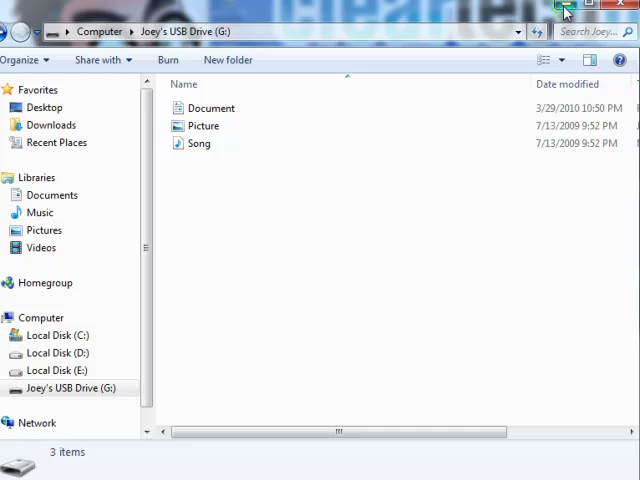 Computer Joey's USB Drive (G:) Search Joey...
Organize Share with Burn New folder
Name Date modified
Document 3/29/2010 10:50 PM
Picture 7/13/2009 9:52 PM
Song 7/13/2009 9:52 PM
Favorites
Desktop
Downloads
Recent Places
Libraries
Documents
Music
Pictures
Videos
Homegroup
Computer
Local Disk (C:)
Local Disk (D:)
Local Disk (E:)
Joey's USB Drive (G:)
Network
3 items